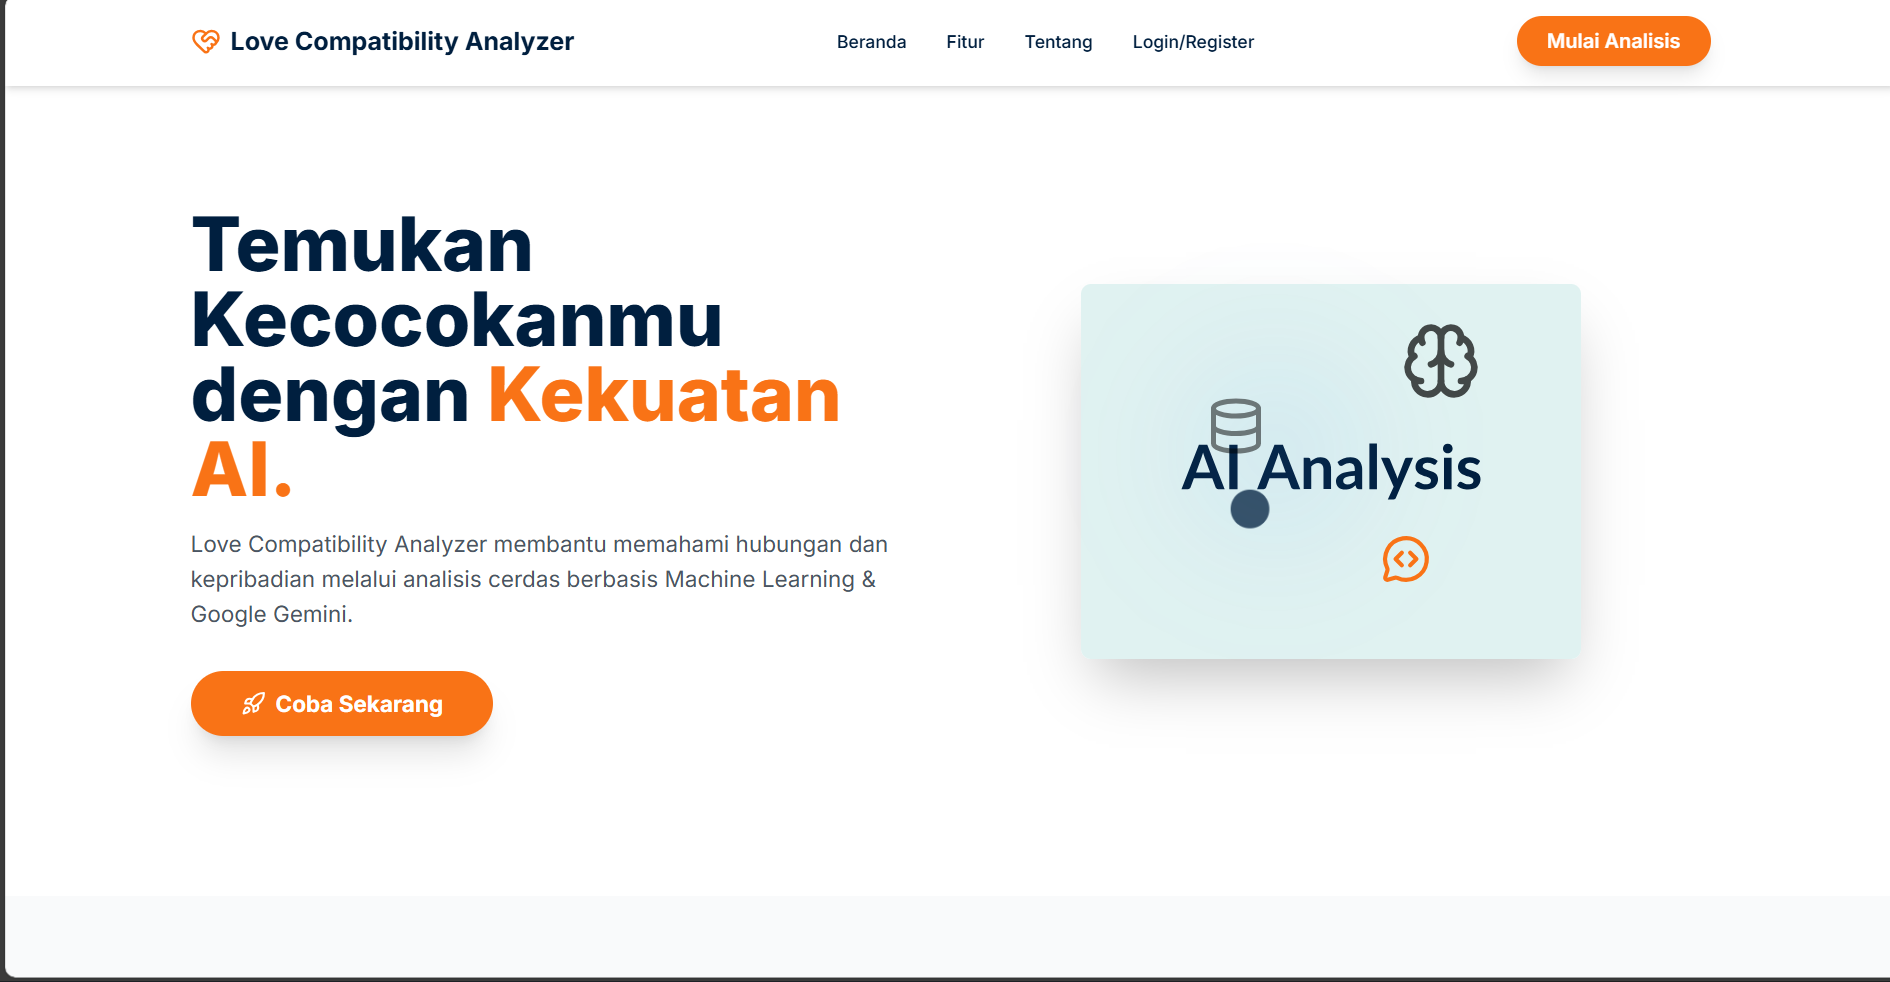 Love Compatibility Analyzer
Beranda
Fitur
Tentang
Login/Register
Mulai Analisis
Temukan
Kecocokanmu
dengan Kekuatan
AI.
Love Compatibility Analyzer membantu memahami hubungan dan
kepribadian melalui analisis cerdas berbasis Machine Learning &
Google Gemini.
Coba Sekarang
AI Analysis